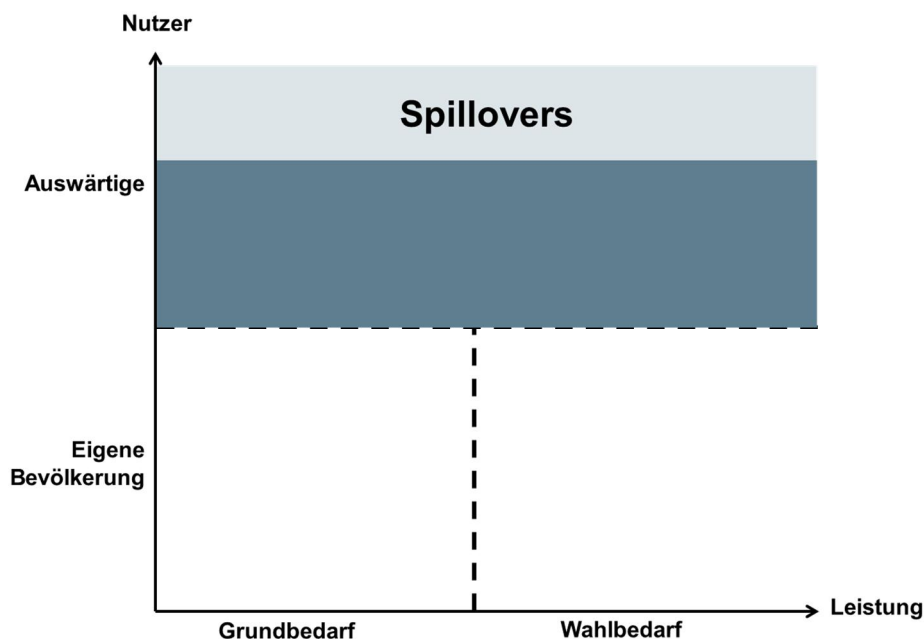 Nutzer
Spillovers
Auswärtige
Eigene
Bevölkerung
Leistung
Grundbedarf
Wahlbedarf